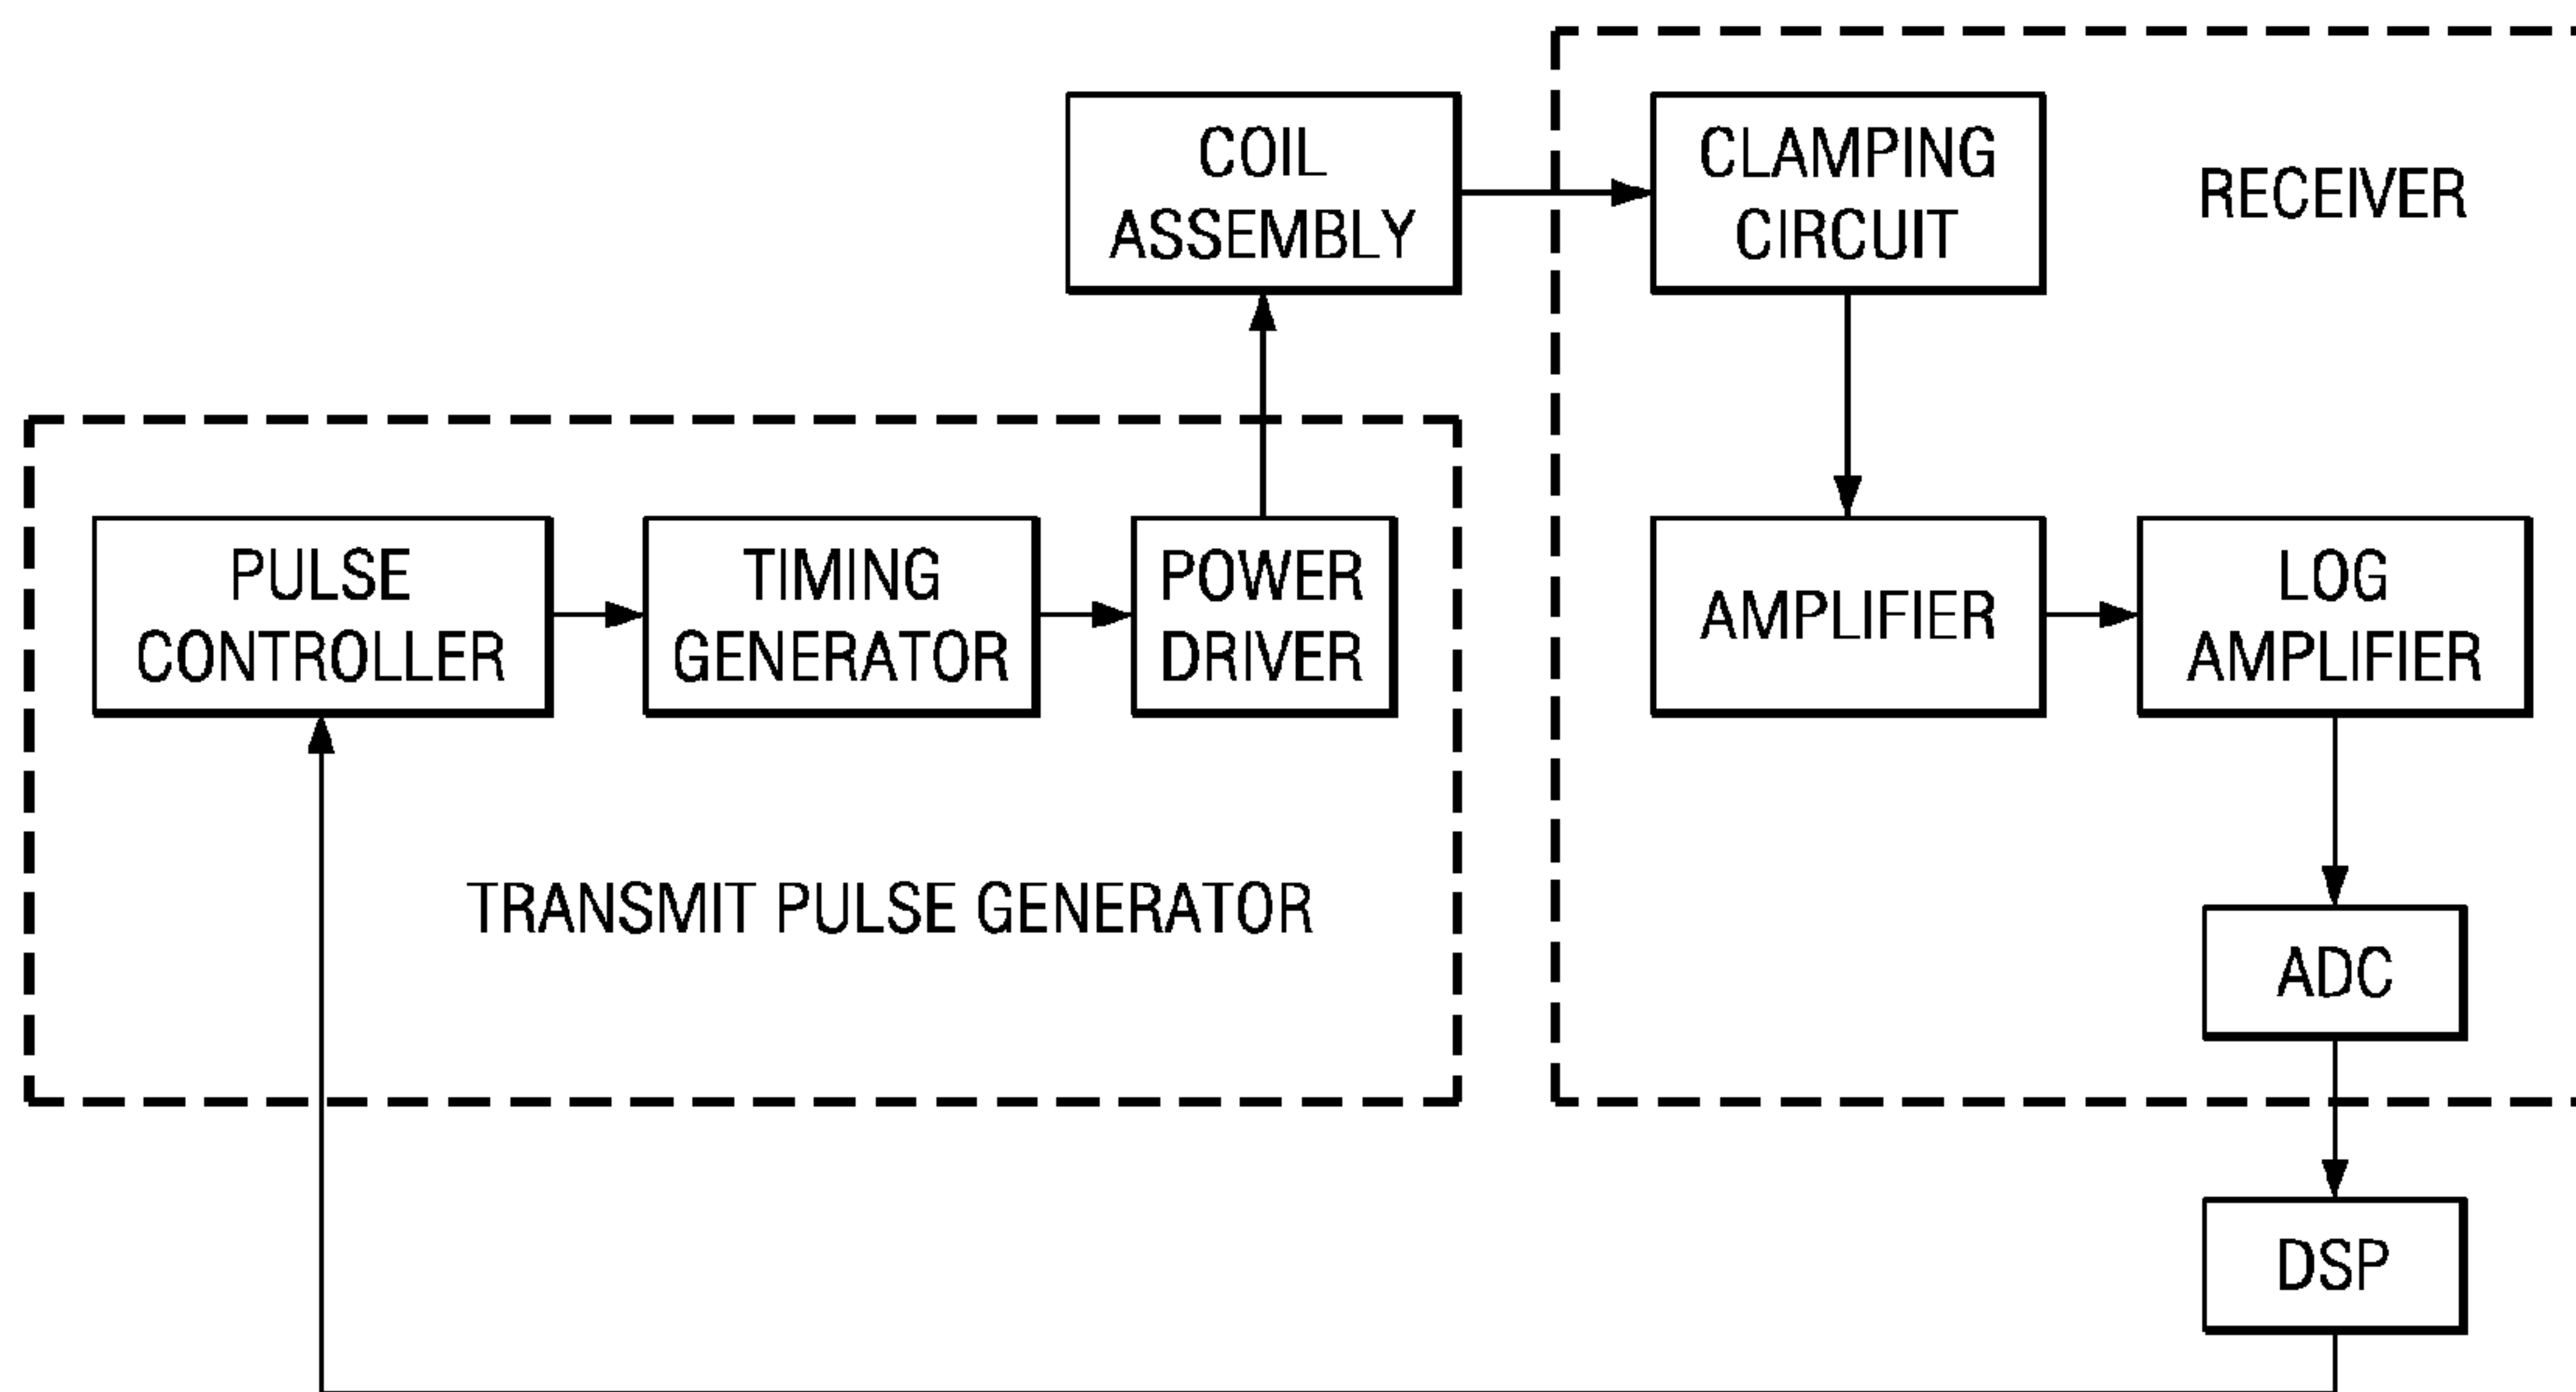 COIL
ASSEMBLY
CLAMPING
CIRCUIT
RECEIVER
PULSE
CONTROLLER
TIMING
GENERATOR
POWER
DRIVER
AMPLIFIER
LOG
AMPLIFIER
TRANSMIT PULSE GENERATOR
ADC
DSP